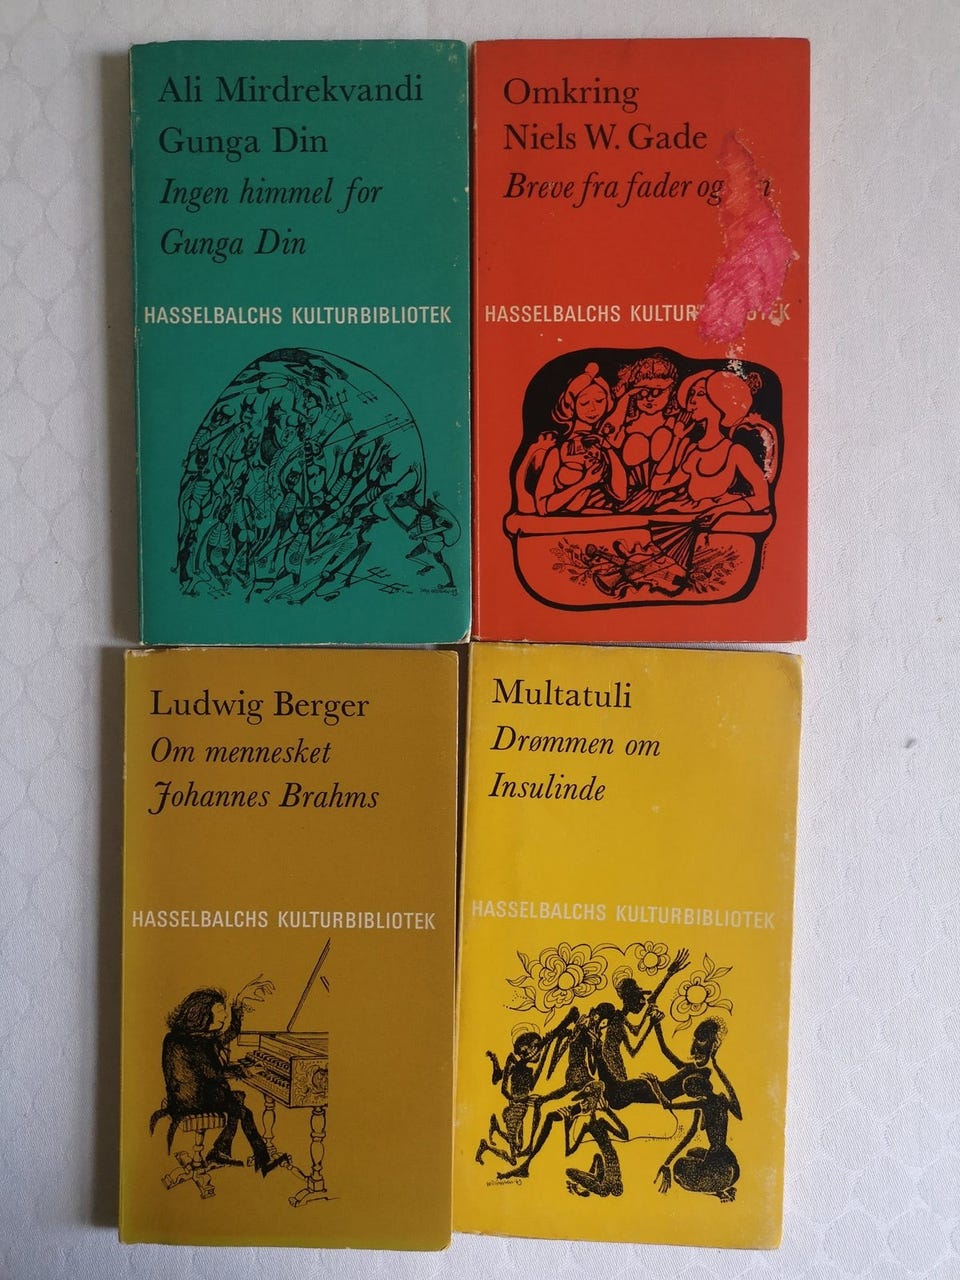 Ali Mirdrekvandi
Gunga Din
Ingen himmel for
Gunga Din
HASSELBALCHS KULTURBIBLIOTEK
Omkring
Niels W. Gade
Breve fra fader og
HASSELBALCHS
Ludwig Berger
Om mennesket
Johannes Brahms
HASSELBALCHS KULTURBIBLIOTEK
Multatuli
Drømmen om
Insulinde
HASSELBALCHS KULTURBIBLIOTEK